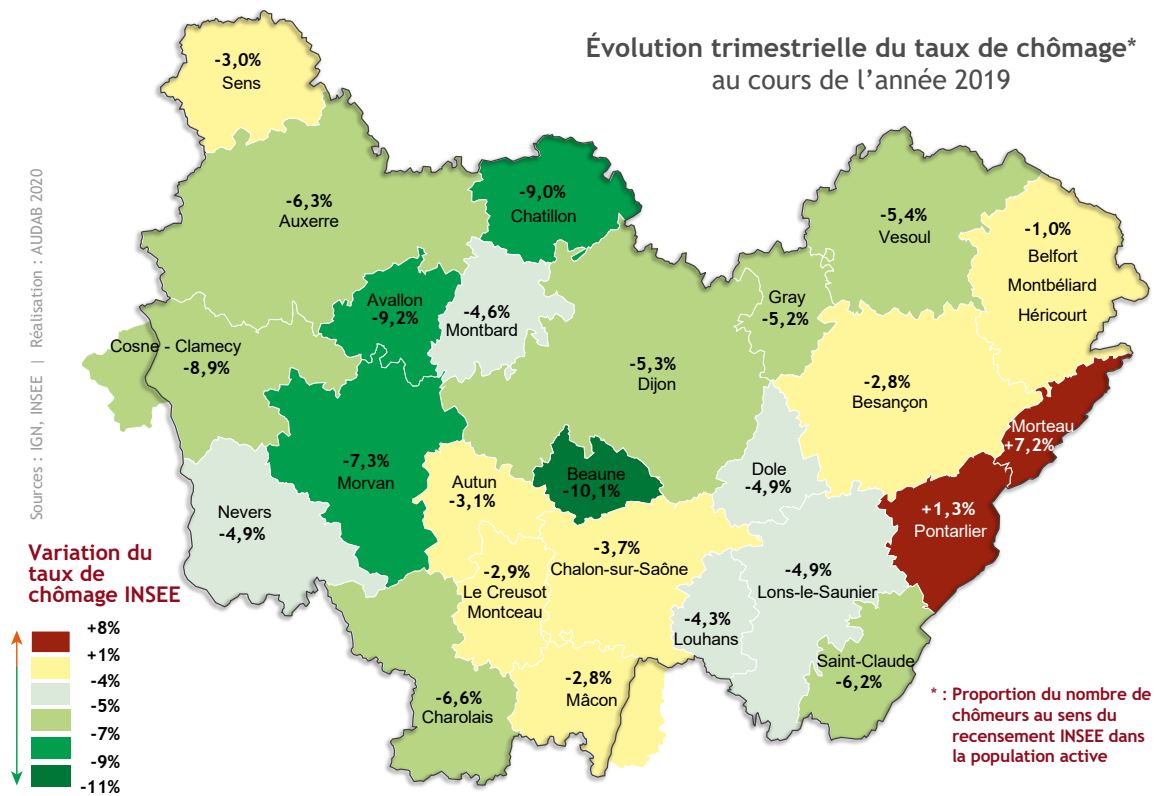 Évolution trimestrielle du taux de chômage*
au cours de l’année 2019
-3,0%
Sens
-6,3%
Auxerre
-9,0%
Chatillon
-5,4%
Vesoul
-1,0%
Belfort
Montbéliard
Héricourt
Avallon
-9,2%
-4,6%
Montbard
Gray
-5,2%
Cosne - Clamecy
-8,9%
-5,3%
Dijon
-2,8%
Besançon
Morteau
+7,2%
-7,3%
Morvan
Autun
-3,1%
Beaune
-10,1%
Dole
-4,9%
Nevers
-4,9%
+1,3%
Pontarlier
-3,7%
Chalon-sur-Saône
-2,9%
Le Creusot
Montceau
-4,9%
Lons-le-Saunier
-4,3%
Louhans
Saint-Claude
-6,2%
-6,6%
Charolais
-2,8%
Mâcon
Sources : IGN, INSEE | Réalisation : AUDAB 2020
Variation du
taux de
chômage INSEE
+8%
+1%
-4%
-5%
-7%
-9%
-11%
* : Proportion du nombre de
chômeurs au sens du
recensement INSEE dans
la population active